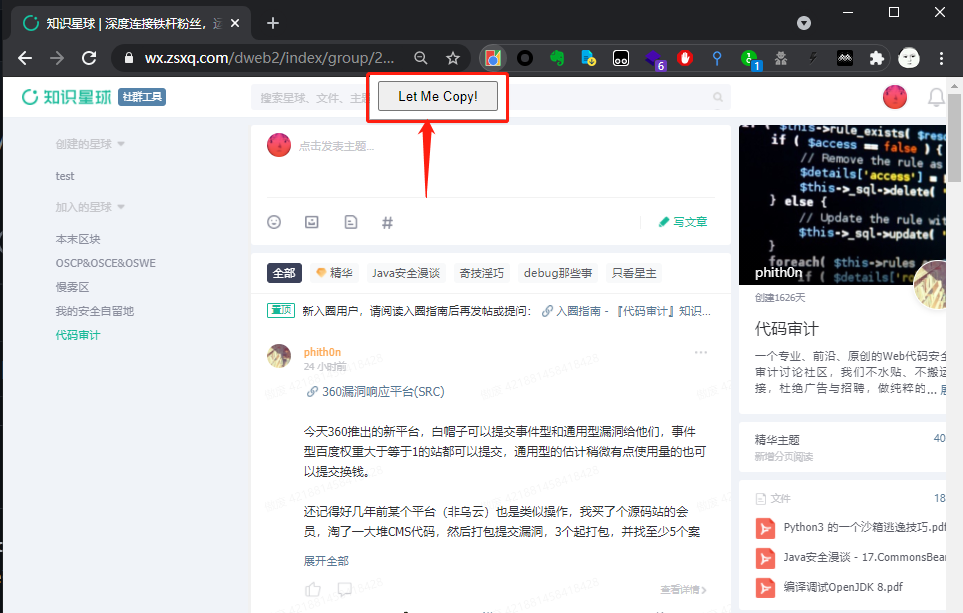 知识星球 | 深度连接铁杆粉丝，
wx.zsxq.com/dweb2/index/group/2...
6
1
知识星球
社群工具
搜索星球、文件、主题
Let Me Copy!
创建的星球
test
加入的星球
本末区块
OSCP&OSCE&OSWE
慢雾区
我的安全自留地
代码审计
点击发表主题...
#
写文章
全部
精华
Java安全漫谈
奇技淫巧
debug那些事
只看星主
置顶
新入圈用户，请阅读入圈指南后再发帖或提问：
入圈指南 - 『代码审计』知识...
phith0n
24 小时前
360漏洞响应平台(SRC)
今天360推出的新平台，白帽子可以提交事件型和通用型漏洞给他们，事件
型百度权重大于等于1的站都可以提交，通用型的估计稍微有点使用量的也可
以提交换钱。
还记得好几年前某个平台（非乌云）也是类似操作，我买了个源码站的会
员，淘了一大堆CMS代码，然后打包提交漏洞，3个起打包，并找至少5个案
展开全部
查看详情
if ( $this->rule_exists( $reso
if ( $access == false ) {
// Remove the rule as
$details['access'] =
$this->_sql->delete(
} else {
// Update the rule wit
$this->_sql->update(
}
foreach( $this->rules
phith0n
创建1626天
代码审计
一个专业、前沿、原创的Web代码安全
审计讨论社区，我们不水贴、不搬运
接，杜绝广告与招聘，做纯粹的... 展
精华主题
40
新增分页阅读
文件
18
Python3 的一个沙箱逃逸技巧.pdf
Java安全漫谈 - 17.CommonsBean
编译调试OpenJDK 8.pdf